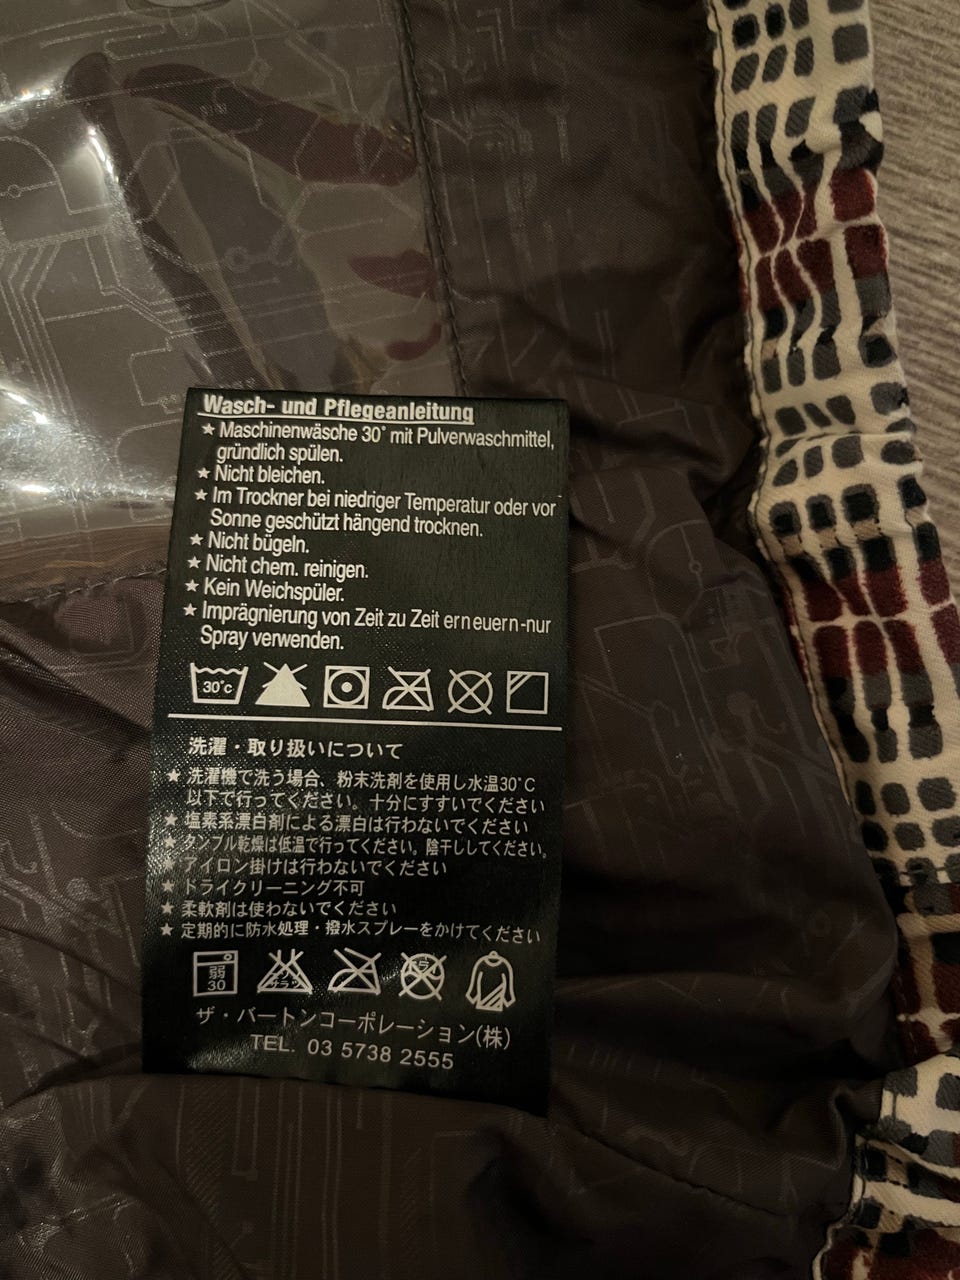 Wasch- und Pflegeanleitung
★ Maschinenwäsche 30° mit Pulverwaschmittel,
gründlich spülen.
★ Nicht bleichen.
★ Im Trockner bei niedriger Temperatur oder vor
Sonne geschützt hängend trocknen.
★ Nicht bügeln.
★ Nicht chem. reinigen.
★ Kein Weichspüler.
★ Imprägnierung von Zeit zu Zeit erneuern-nur
Spray verwenden.
30°c
洗濯・取り扱いについて
★ 洗濯機で洗う場合、粉末洗剤を使用し水温30°C
以下で行ってください。十分にすすいでください
★ 塩素系漂白剤による漂白は行わないでください
★ タンブル乾燥は低温で行ってください。陰干ししてください。
★ アイロン掛けは行わないでください
★ ドライクリーニング不可
★ 柔軟剤は使わないでください
★ 定期的に防水処理・撥水スプレーをかけてください
弱
30
エンソ
サラシ
ドライ
ザ・バートンコーポレーション(株)
TEL. 03 5738 2555